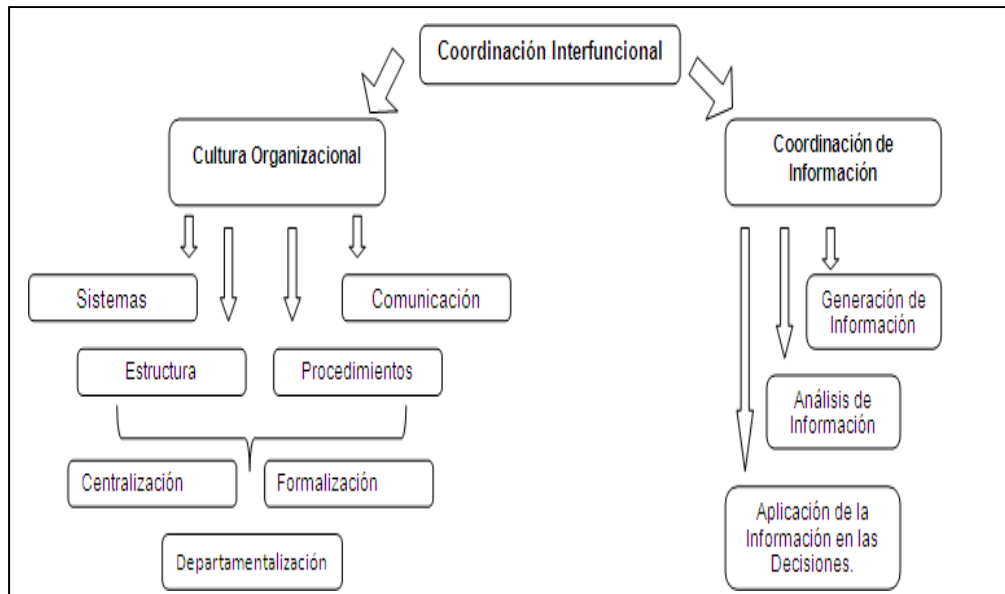 Coordinación Interfuncional
Cultura Organizacional
Coordinación de
Información
Sistemas
Comunicación
Generación de
Información
Estructura
Procedimientos
Análisis de
Información
Centralización
Formalización
Aplicación de la
Información en las
Decisiones.
Departamentalización